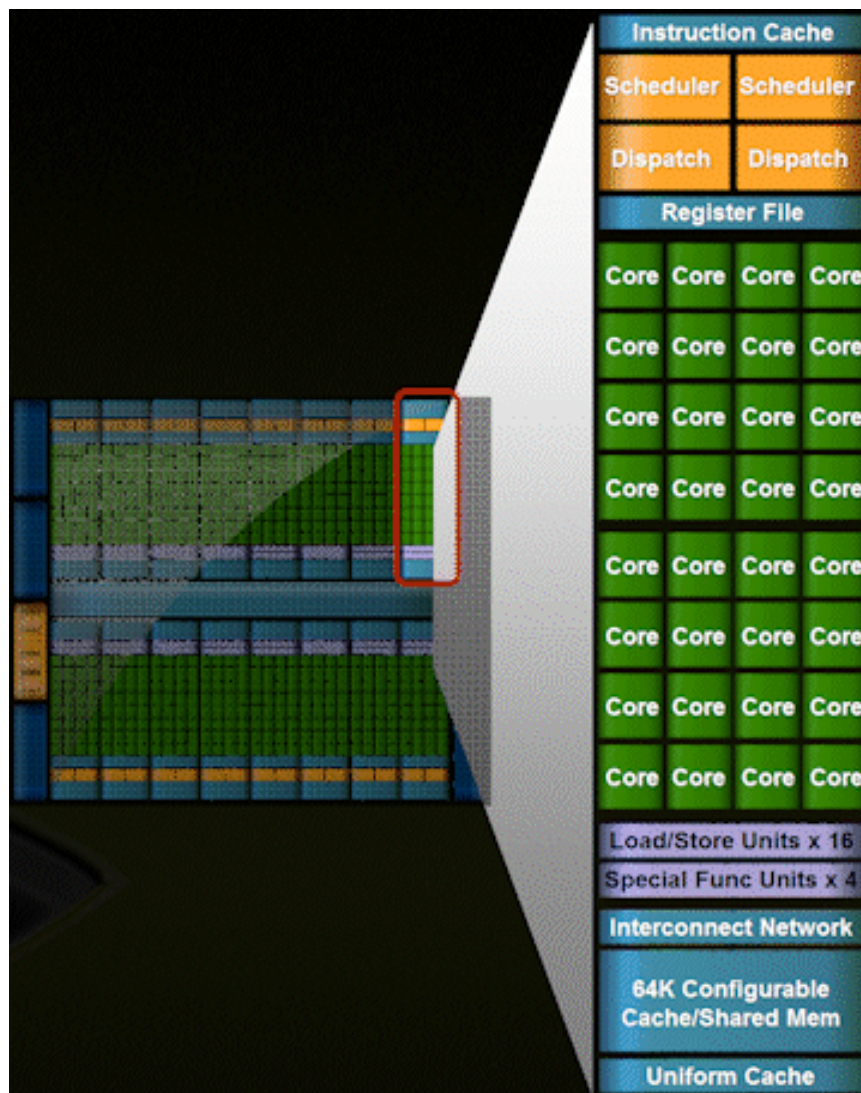 Instruction Cache
Scheduler Scheduler
Dispatch Dispatch
Register File
Core Core Core Core
Core Core Core Core
Core Core Core Core
Core Core Core Core
Core Core Core Core
Core Core Core Core
Core Core Core Core
Core Core Core Core
Load/Store Units x 16
Special Func Units x 4
Interconnect Network
64K Configurable
Cache/Shared Mem
Uniform Cache